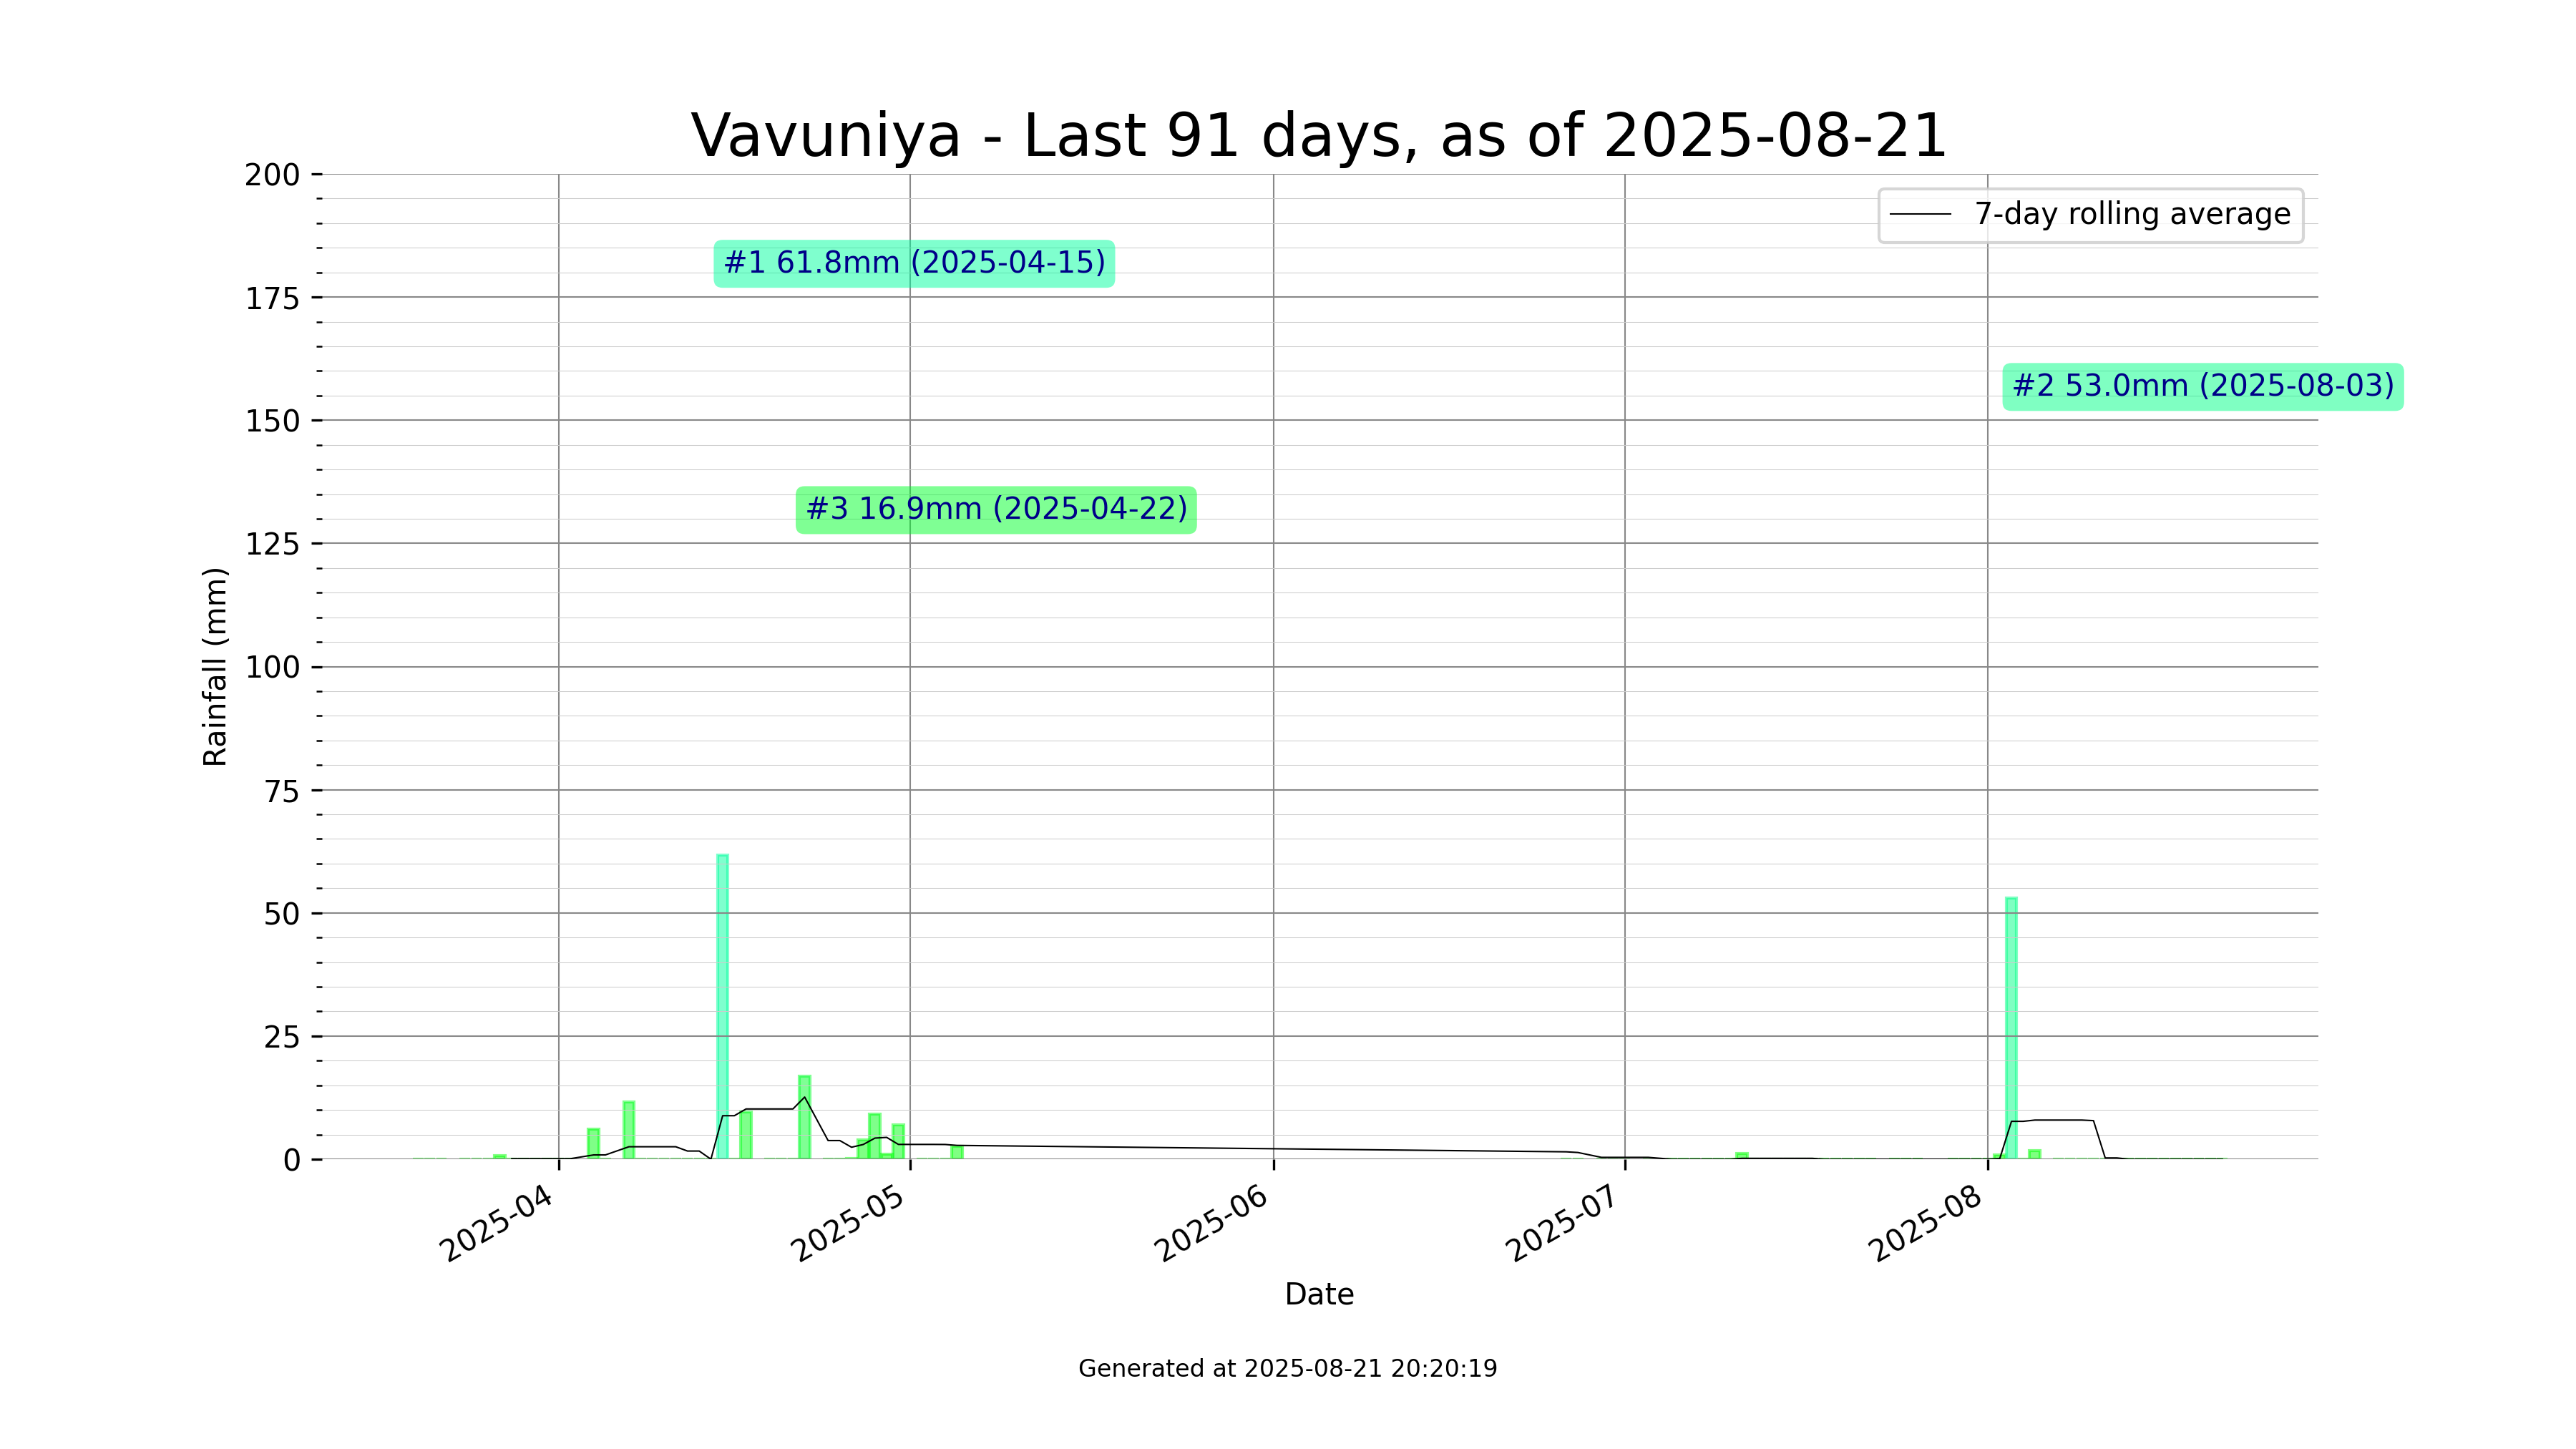 Vavuniya - Last 91 days, as of 2025-08-21
200
175
150
125
100
75
50
25
0
Rainfall (mm)
7-day rolling average
#1 61.8mm (2025-04-15)
#2 53.0mm (2025-08-03)
#3 16.9mm (2025-04-22)
2025-04
2025-05
2025-06
2025-07
2025-08
Date
Generated at 2025-08-21 20:20:19